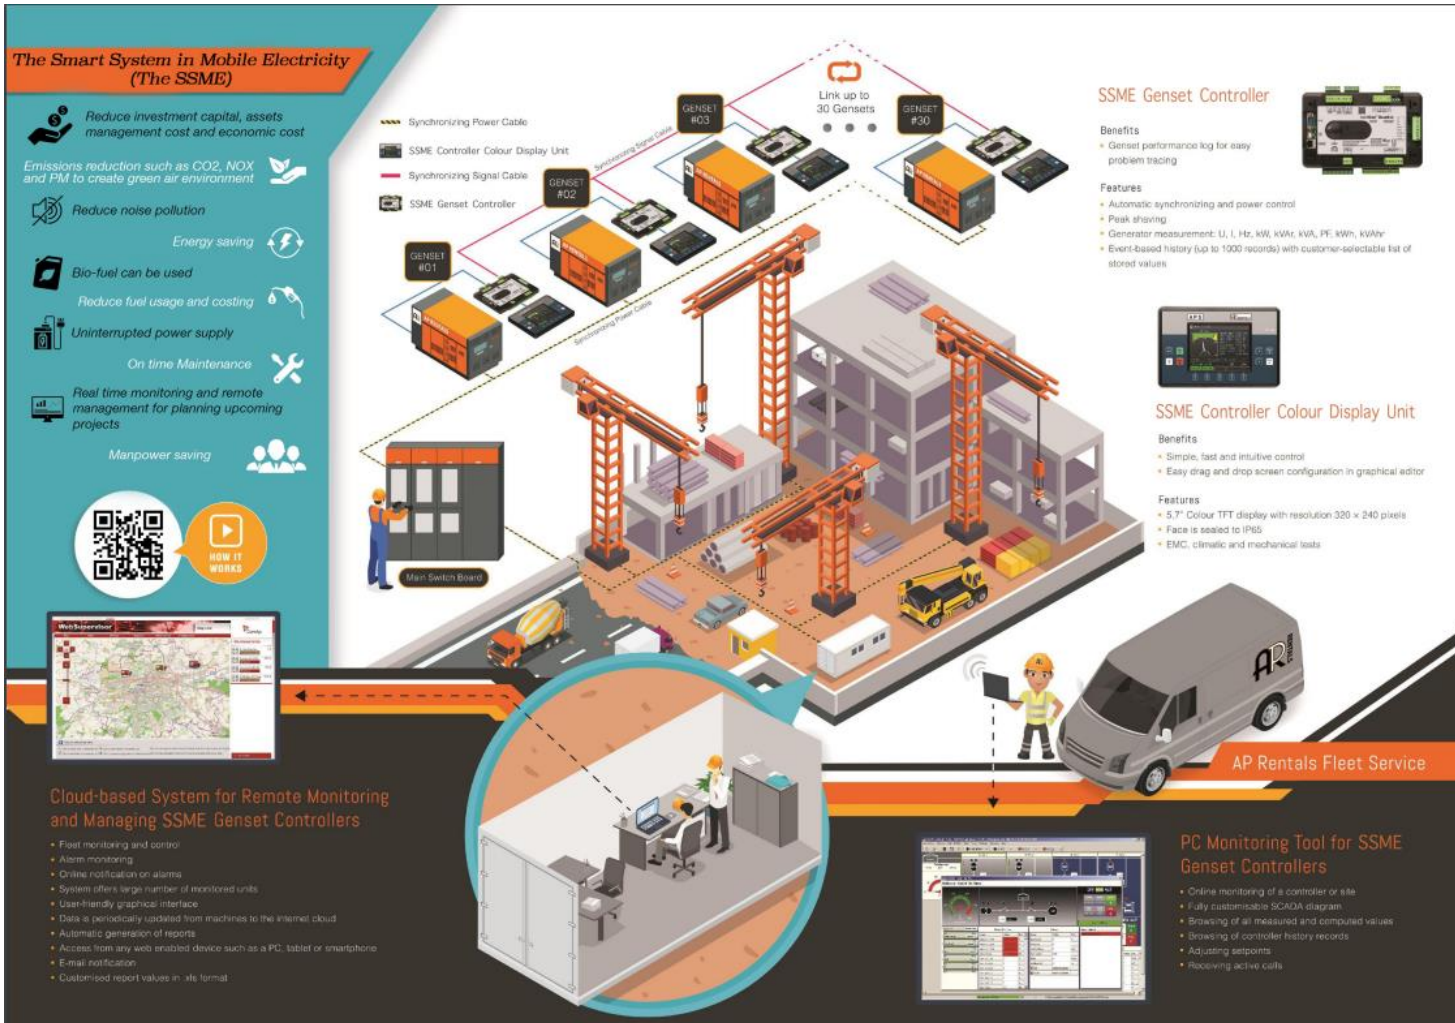 The Smart System in Mobile Electricity
(The SSME)
Reduce investment capital, assets
management cost and economic cost
Emissions reduction such as CO2, NOX
and PM to create green air environment
Reduce noise pollution
Energy saving
Bio-fuel can be used
Reduce fuel usage and costing
Uninterrupted power supply
On time Maintenance
Real time monitoring and remote
management for planning upcoming
projects
Manpower saving
HOW IT
WORKS
Synchronizing Power Cable
SSME Controller Colour Display Unit
Synchronizing Signal Cable
SSME Genset Controller
GENSET
#01
GENSET
#02
GENSET
#03
GENSET
#30
Link up to
30 Gensets
Synchronizing Signal Cable
Synchronizing Power Cable
Main Switch Board
SSME Genset Controller
Benefits
• Genset performance log for easy
problem tracing
Features
• Automatic synchronizing and power control
• Peak shaving
• Generator measurement: U, I, Hz, kW, kVAr, kVA, PF, kWh, kVAhr
• Event-based history (up to 1000 records) with customer-selectable list of
stored values
APS
SSME Controller Colour Display Unit
Benefits
• Simple, fast and intuitive control
• Easy drag and drop screen configuration in graphical editor
Features
• 5,7" Colour TFT display with resolution 320 × 240 pixels
• Face is sealed to IP65
• EMC, climatic and mechanical tests
WebSupervisor
AP
RENTALS
AP Rentals Fleet Service
Cloud-based System for Remote Monitoring
and Managing SSME Genset Controllers
• Fleet monitoring and control
• Alarm monitoring
• Online notification on alarms
• System offers large number of monitored units
• User-friendly graphical interface
• Data is periodically updated from machines to the internet cloud
• Automatic generation of reports
• Access from any web enabled device such as a PC, tablet or smartphone
• E-mail notification
• Customised report values in .xls format
PC Monitoring Tool for SSME
Genset Controllers
• Online monitoring of a controller or site
• Fully customisable SCADA diagram
• Browsing of all measured and computed values
• Browsing of controller history records
• Adjusting setpoints
• Receiving active calls